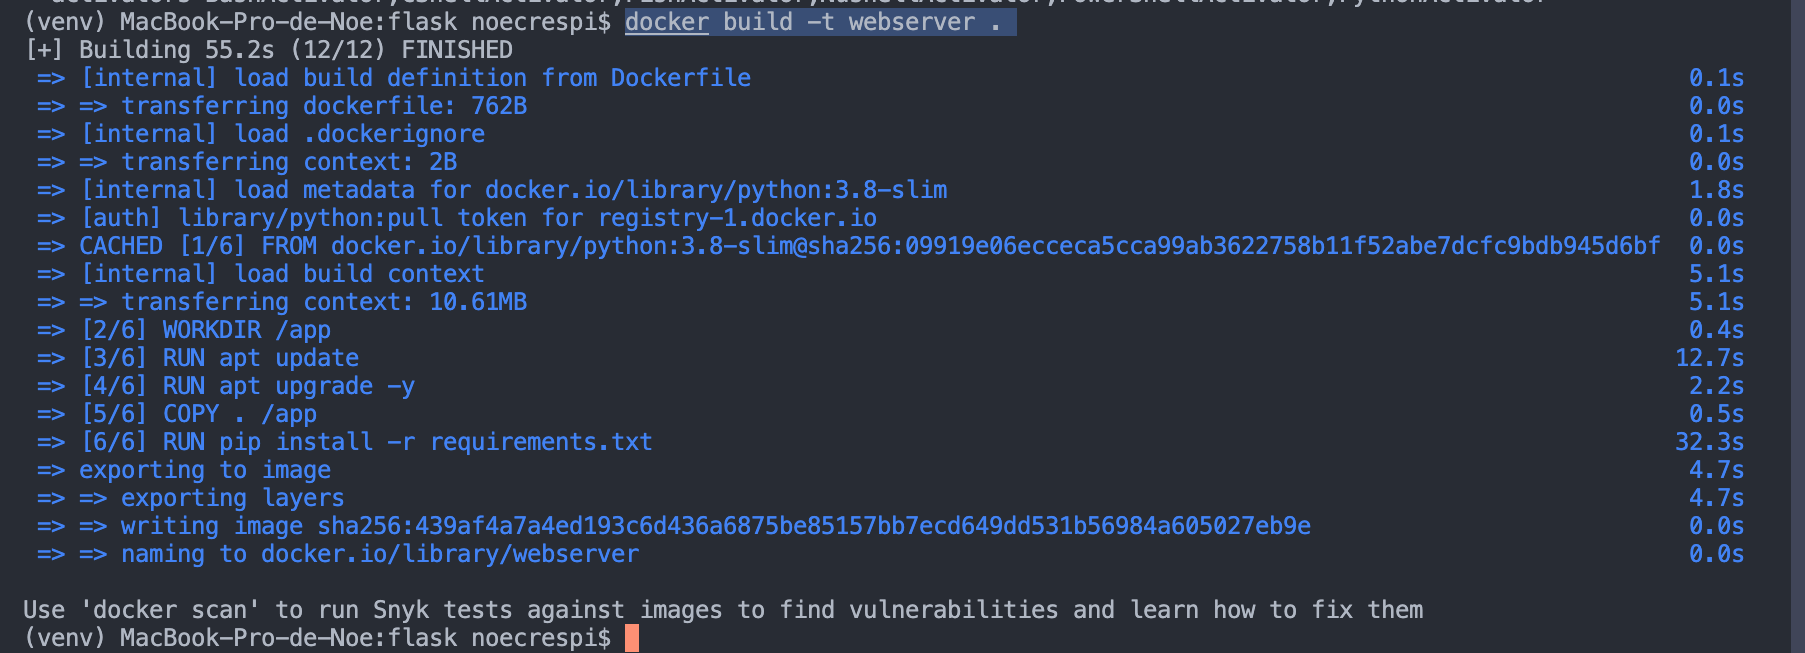 (venv) MacBook-Pro-de-Noe:flask noecrespi$ docker build -t webserver .
[+] Building 55.2s (12/12) FINISHED
=> [internal] load build definition from Dockerfile 0.1s
=> => transferring dockerfile: 762B 0.0s
=> [internal] load .dockerignore 0.1s
=> => transferring context: 2B 0.0s
=> [internal] load metadata for docker.io/library/python:3.8-slim 1.8s
=> [auth] library/python:pull token for registry-1.docker.io 0.0s
=> CACHED [1/6] FROM docker.io/library/python:3.8-slim@sha256:09919e06ecceca5cca99ab3622758b11f52abe7dcfc9bdb945d6bf 0.0s
=> [internal] load build context 5.1s
=> => transferring context: 10.61MB 5.1s
=> [2/6] WORKDIR /app 0.4s
=> [3/6] RUN apt update 12.7s
=> [4/6] RUN apt upgrade -y 2.2s
=> [5/6] COPY . /app 0.5s
=> [6/6] RUN pip install -r requirements.txt 32.3s
=> exporting to image 4.7s
=> => exporting layers 4.7s
=> => writing image sha256:439af4a7a4ed193c6d436a6875be85157bb7ecd649dd531b56984a605027eb9e 0.0s
=> => naming to docker.io/library/webserver 0.0s
Use 'docker scan' to run Snyk tests against images to find vulnerabilities and learn how to fix them
(venv) MacBook-Pro-de-Noe:flask noecrespi$